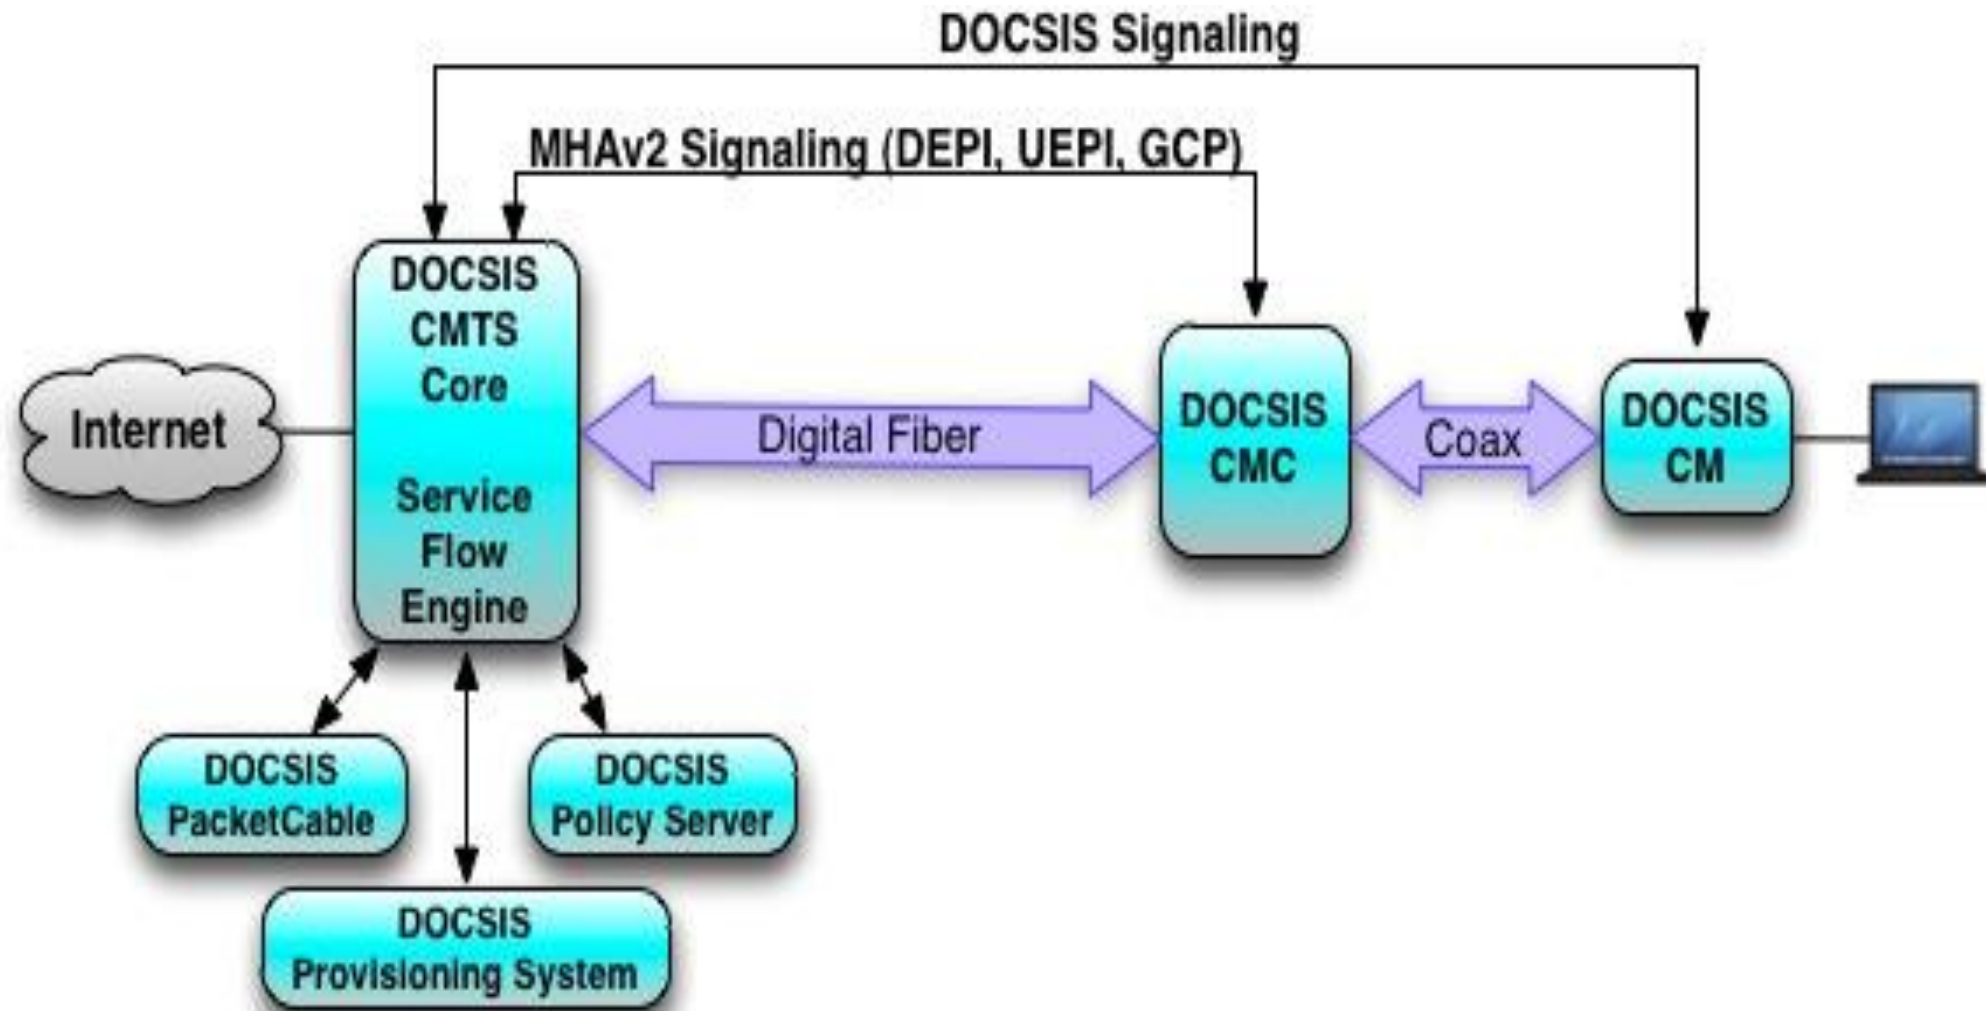 DOCSIS Signaling
MHAv2 Signaling (DEPI, UEPI, GCP)
DOCSIS
CMTS
Core
Service
Flow
Engine
Internet
Digital Fiber
DOCSIS
CMC
Coax
DOCSIS
CM
DOCSIS
PacketCable
DOCSIS
Policy Server
DOCSIS
Provisioning System